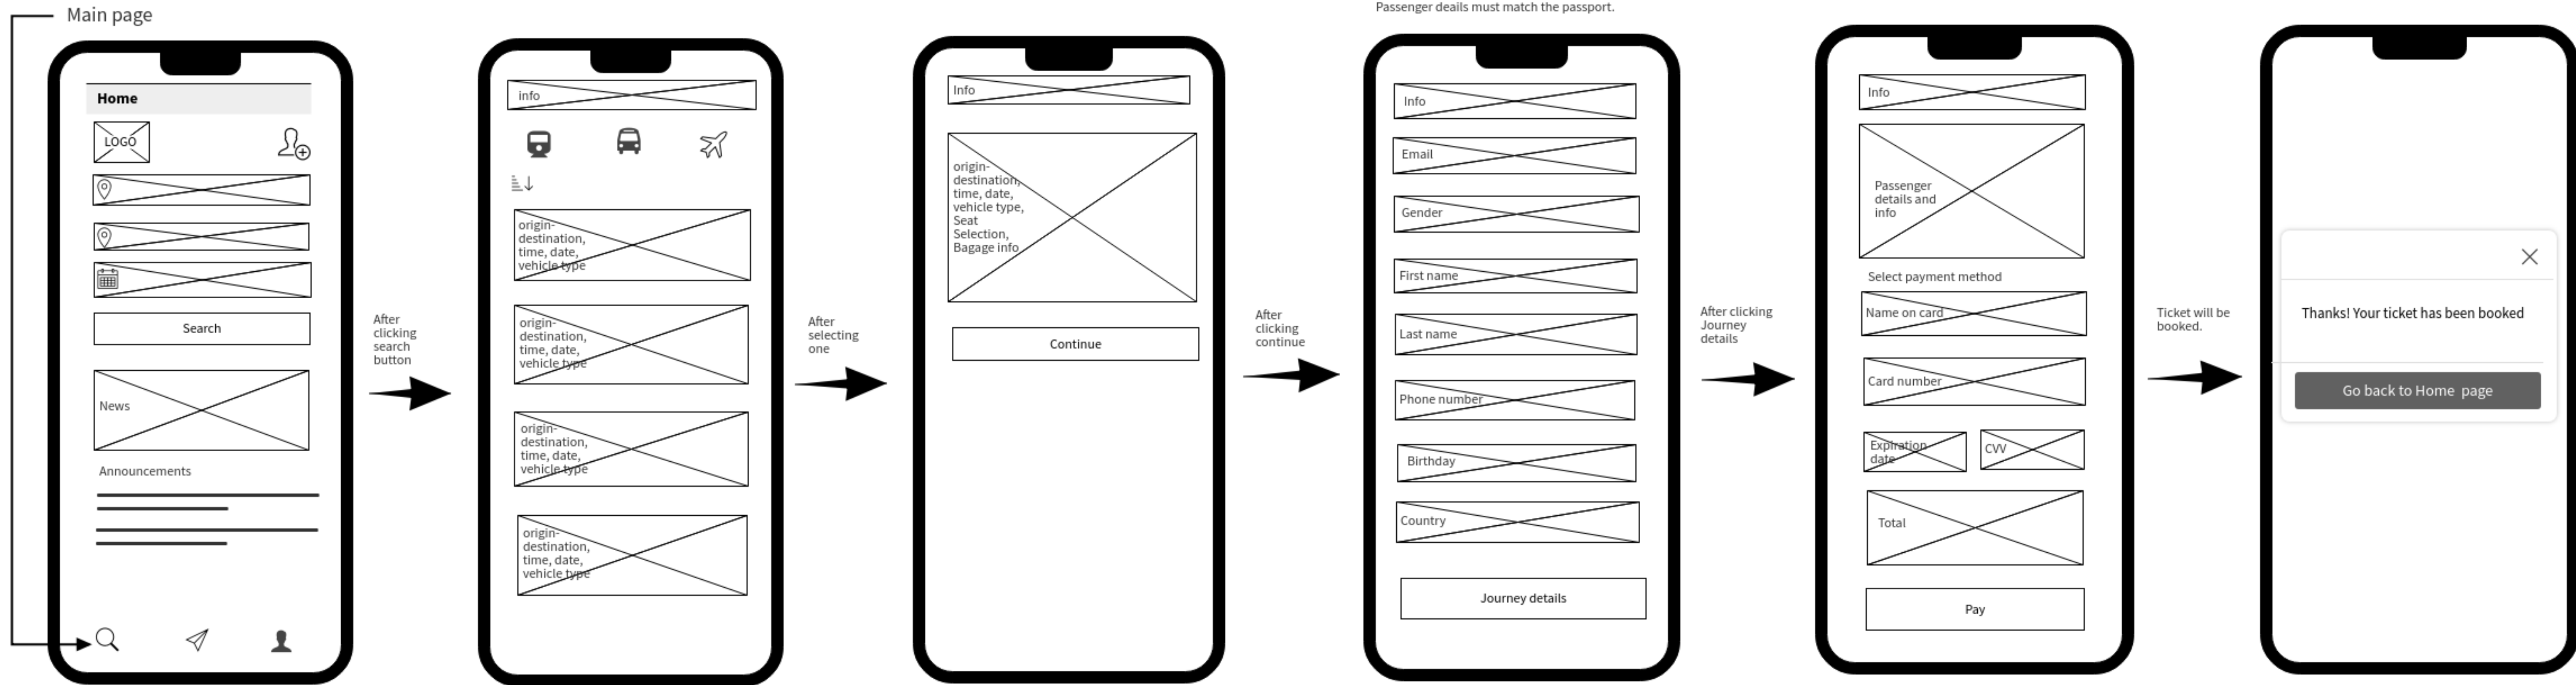 Main page
Home
LOGO
Search
News
Announcements
After
clicking
search
button
info
origin-
destination,
time, date,
vehicle type
origin-
destination,
time, date,
vehicle type
origin-
destination,
time, date,
vehicle type
origin-
destination,
time, date,
vehicle type
After
selecting
one
Info
origin-
destination,
time, date,
vehicle type,
Seat
Selection,
Bagage info
Continue
After
clicking
continue
Passenger deails must match the passport.
Info
Email
Gender
First name
Last name
Phone number
Birthday
Country
Journey details
After clicking
Journey
details
Info
Passenger
details and
info
Select payment method
Name on card
Card number
Expiration
date
CVV
Total
Pay
Ticket will be
booked.
Thanks! Your ticket has been booked
Go back to Home page